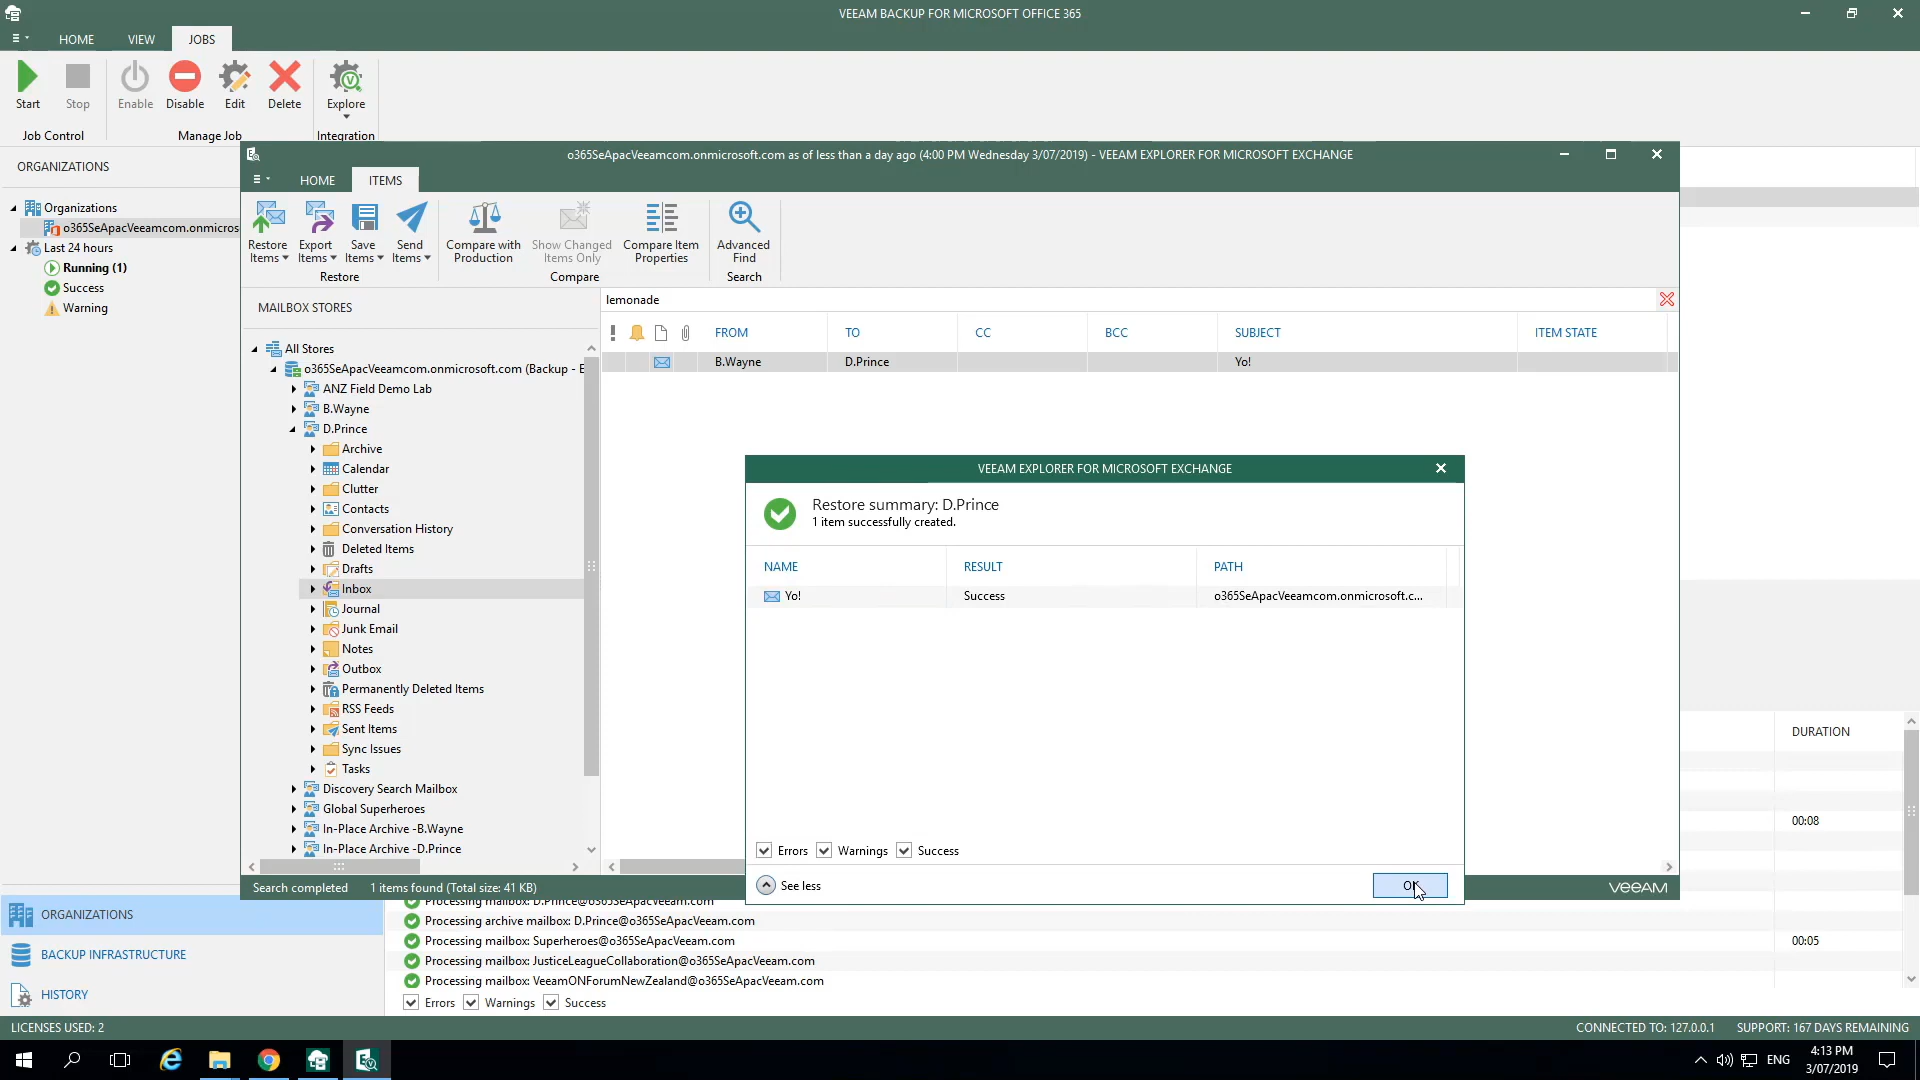 VEEAM BACKUP FOR MICROSOFT OFFICE 365
HOME VIEW JOBS
Start Stop Enable Disable Edit Delete Explore
Job Control Manage Job Integration
ORGANIZATIONS
Organizations
o365SeApacVeeamcom.onmicros
Last 24 hours
Running (1)
Success
Warning
o365SeApacVeeamcom.onmicrosoft.com as of less than a day ago (4:00 PM Wednesday 3/07/2019) - VEEAM EXPLORER FOR MICROSOFT EXCHANGE
HOME ITEMS
Restore Items Export Items Save Items Send Items Compare with Production Show Changed Items Only Compare Item Properties Advanced Find
Restore Compare Search
MAILBOX STORES
lemonade
FROM TO CC BCC SUBJECT ITEM STATE
B.Wayne D.Prince Yo!
All Stores
o365SeApacVeeamcom.onmicrosoft.com (Backup - E
ANZ Field Demo Lab
B.Wayne
D.Prince
Archive
Calendar
Clutter
Contacts
Conversation History
Deleted Items
Drafts
Inbox
Journal
Junk Email
Notes
Outbox
Permanently Deleted Items
RSS Feeds
Sent Items
Sync Issues
Tasks
Discovery Search Mailbox
Global Superheroes
In-Place Archive -B.Wayne
In-Place Archive -D.Prince
VEEAM EXPLORER FOR MICROSOFT EXCHANGE
Restore summary: D.Prince
1 item successfully created.
NAME RESULT PATH
Yo! Success o365SeApacVeeamcom.onmicrosoft.c...
Errors Warnings Success
See less OK
Search completed 1 items found (Total size: 41 KB) veeam
DURATION
00:08
Processing mailbox: D.Prince@o365SeApacVeeam.com
Processing archive mailbox: D.Prince@o365SeApacVeeam.com
Processing mailbox: Superheroes@o365SeApacVeeam.com 00:05
Processing mailbox: JusticeLeagueCollaboration@o365SeApacVeeam.com
Processing mailbox: VeeamONForumNewZealand@o365SeApacVeeam.com
Errors Warnings Success
ORGANIZATIONS
BACKUP INFRASTRUCTURE
HISTORY
LICENSES USED: 2 CONNECTED TO: 127.0.0.1 SUPPORT: 167 DAYS REMAINING
ENG 4:13 PM
3/07/2019